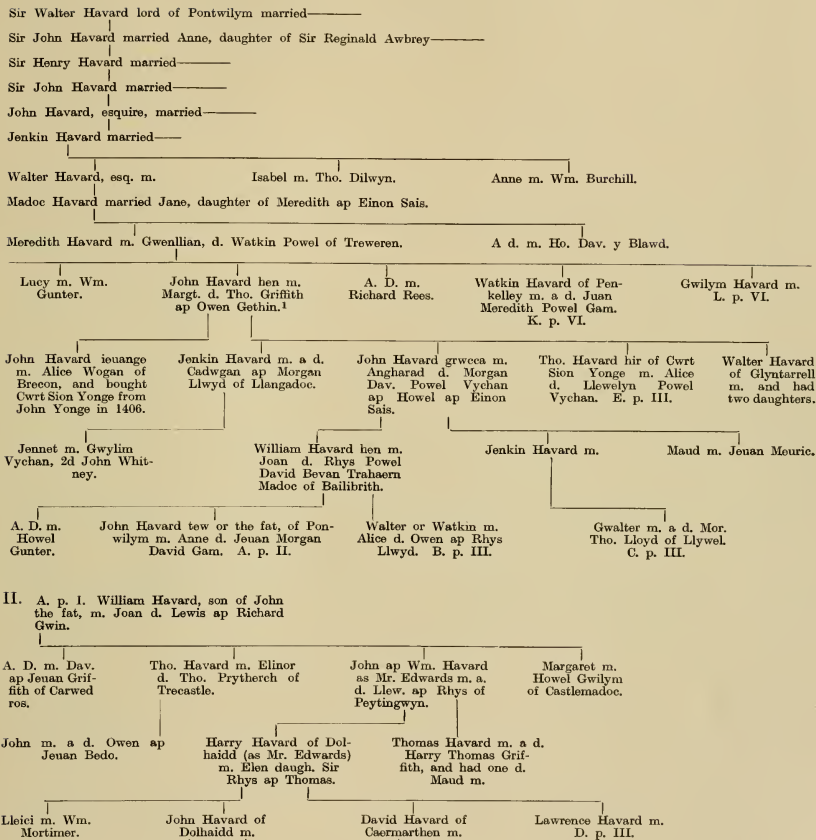 Sir Walter Havard lord of Pontwilym married———
Sir John Havard married Anne, daughter of Sir Reginald Awbrey———
Sir Henry Havard married———
Sir John Havard married———
John Havard, esquire, married———
Jenkin Havard married——
Walter Havard, esq. m.
Isabel m. Tho. Dilwyn.
Anne m. Wm. Burchill.
Madoc Havard married Jane, daughter of Meredith ap Einon Sais.
Meredith Havard m. Gwenllian, d. Watkin Powel of Treweren.
A d. m. Ho. Dav. y Blawd.
Lucy m. Wm.
Gunter.
John Havard hen m.
Margt. d. Tho. Griffith
ap Owen Gethin.¹
A. D. m.
Richard Rees.
Watkin Havard of Pen-
kelley m. a d. Juan
Meredith Powel Gam.
K. p. VI.
Gwilym Havard m.
L. p. VI.
John Havard ieuange
m. Alice Wogan of
Brecon, and bought
Cwrt Sion Yonge from
John Yonge in 1406.
Jenkin Havard m. a d.
Cadwgan ap Morgan
Llwyd of Llangadoc.
John Havard grwcca m.
Angharad d. Morgan
Dav. Powel Vychan
ap Howel ap Einon
Sais.
Tho. Havard hir of Cwrt
Sion Yonge m. Alice
d. Llewelyn Powel
Vychan. E. p. III.
Walter Havard
of Glyntarrell
m. and had
two daughters.
Jennet m. Gwylim
Vychan, 2d John Whit-
ney.
William Havard hen m.
Joan d. Rhys Powel
David Bevan Trahaern
Madoc of Bailibrith.
Jenkin Havard m.
Maud m. Jeuan Meuric.
A. D. m.
Howel
Gunter.
John Havard tew or the fat, of Pon-
wilym m. Anne d. Jeuan Morgan
David Gam. A. p. II.
Walter or Watkin m.
Alice d. Owen ap Rhys
Llwyd. B. p. III.
Gwalter m. a d. Mor.
Tho. Lloyd of Llywel.
C. p. III.
II. A. p. I. William Havard, son of John
the fat, m. Joan d. Lewis ap Richard
Gwin.
A. D. m. Dav.
ap Jeuan Grif-
fith of Carwed
ros.
Tho. Havard m. Elinor
d. Tho. Prytherch of
Trecastle.
John ap Wm. Havard
as Mr. Edwards m. a.
d. Llew. ap Rhys of
Peytingwyn.
Margaret m.
Howel Gwilym
of Castlemadoc.
John m. a d. Owen ap
Jeuan Bedo.
Harry Havard of Dol-
haidd (as Mr. Edwards)
m. Elen daugh. Sir
Rhys ap Thomas.
Thomas Havard m. a d.
Harry Thomas Grif-
fith, and had one d.
Maud m.
Lleici m. Wm.
Mortimer.
John Havard of
Dolhaidd m.
David Havard of
Caermarthen m.
Lawrence Havard m.
D. p. III.